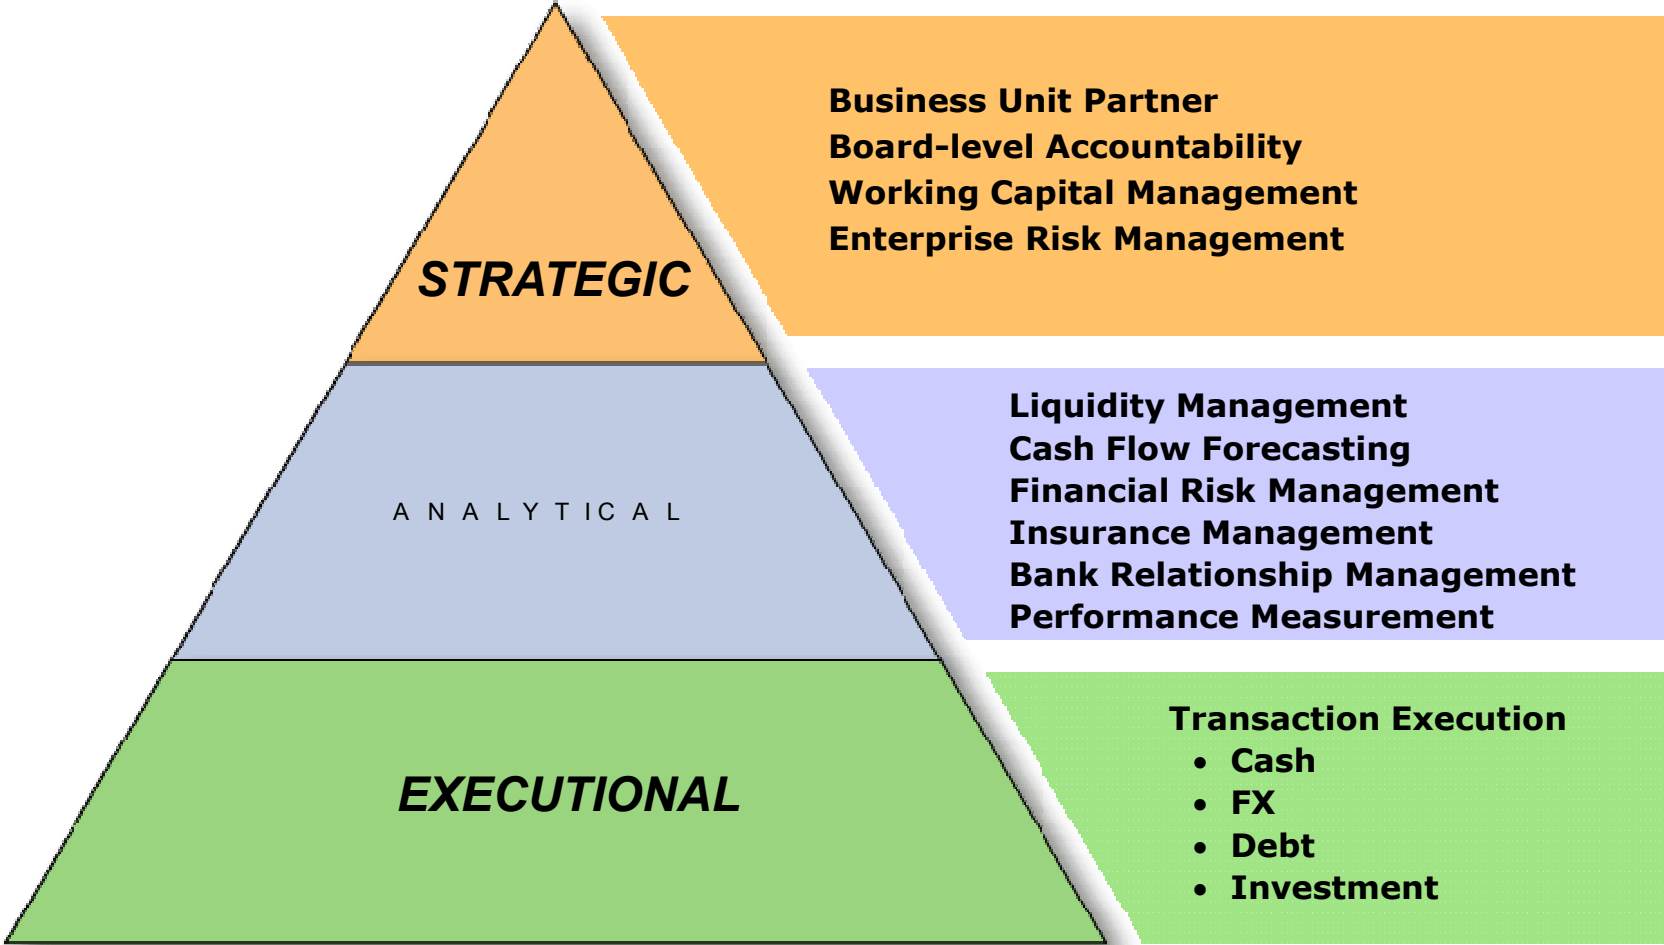 STRATEGIC
Business Unit Partner
Board-level Accountability
Working Capital Management
Enterprise Risk Management
ANALYTICAL
Liquidity Management
Cash Flow Forecasting
Financial Risk Management
Insurance Management
Bank Relationship Management
Performance Measurement
EXECUTIONAL
Transaction Execution
• Cash
• FX
• Debt
• Investment